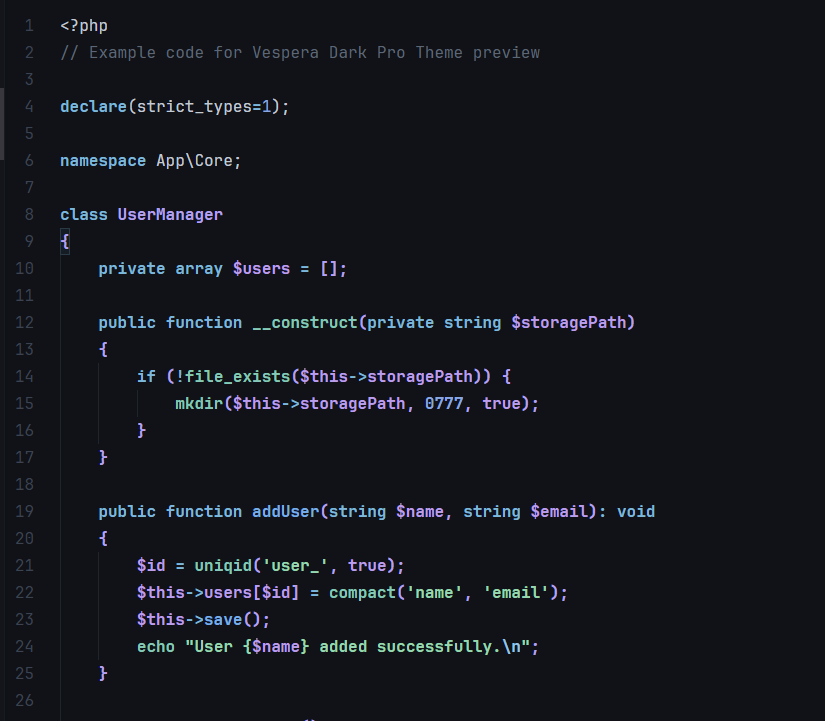 1 <?php
2 // Example code for Vespera Dark Pro Theme preview
3
4 declare(strict_types=1);
5
6 namespace App\Core;
7
8 class UserManager
9 {
10     private array $users = [];
11
12     public function __construct(private string $storagePath)
13     {
14         if (!file_exists($this->storagePath)) {
15             mkdir($this->storagePath, 0777, true);
16         }
17     }
18
19     public function addUser(string $name, string $email): void
20     {
21         $id = uniqid('user_', true);
22         $this->users[$id] = compact('name', 'email');
23         $this->save();
24         echo "User {$name} added successfully.\n";
25     }
26